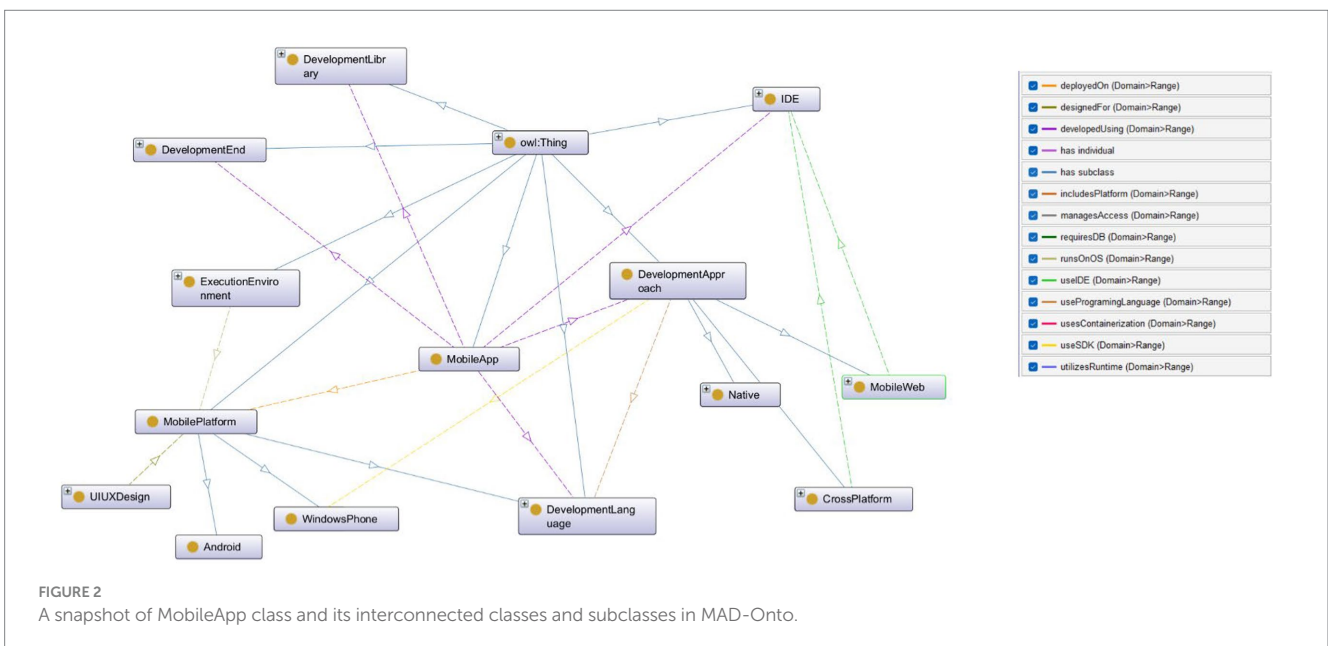 DevelopmentLibr
ary
IDE
owl:Thing
DevelopmentEnd
ExecutionEnviro
nment
DevelopmentAppr
oach
MobileApp
Native
MobileWeb
MobilePlatform
UIUXDesign
WindowsPhone
DevelopmentLang
uage
CrossPlatform
Android
deployedOn (Domain>Range)
designedFor (Domain>Range)
developedUsing (Domain>Range)
has individual
has subclass
includesPlatform (Domain>Range)
managesAccess (Domain>Range)
requiresDB (Domain>Range)
runsOnOS (Domain>Range)
useIDE (Domain>Range)
useProgramingLanguage (Domain>Range)
usesContainerization (Domain>Range)
useSDK (Domain>Range)
utilizesRuntime (Domain>Range)
FIGURE 2
A snapshot of MobileApp class and its interconnected classes and subclasses in MAD-Onto.